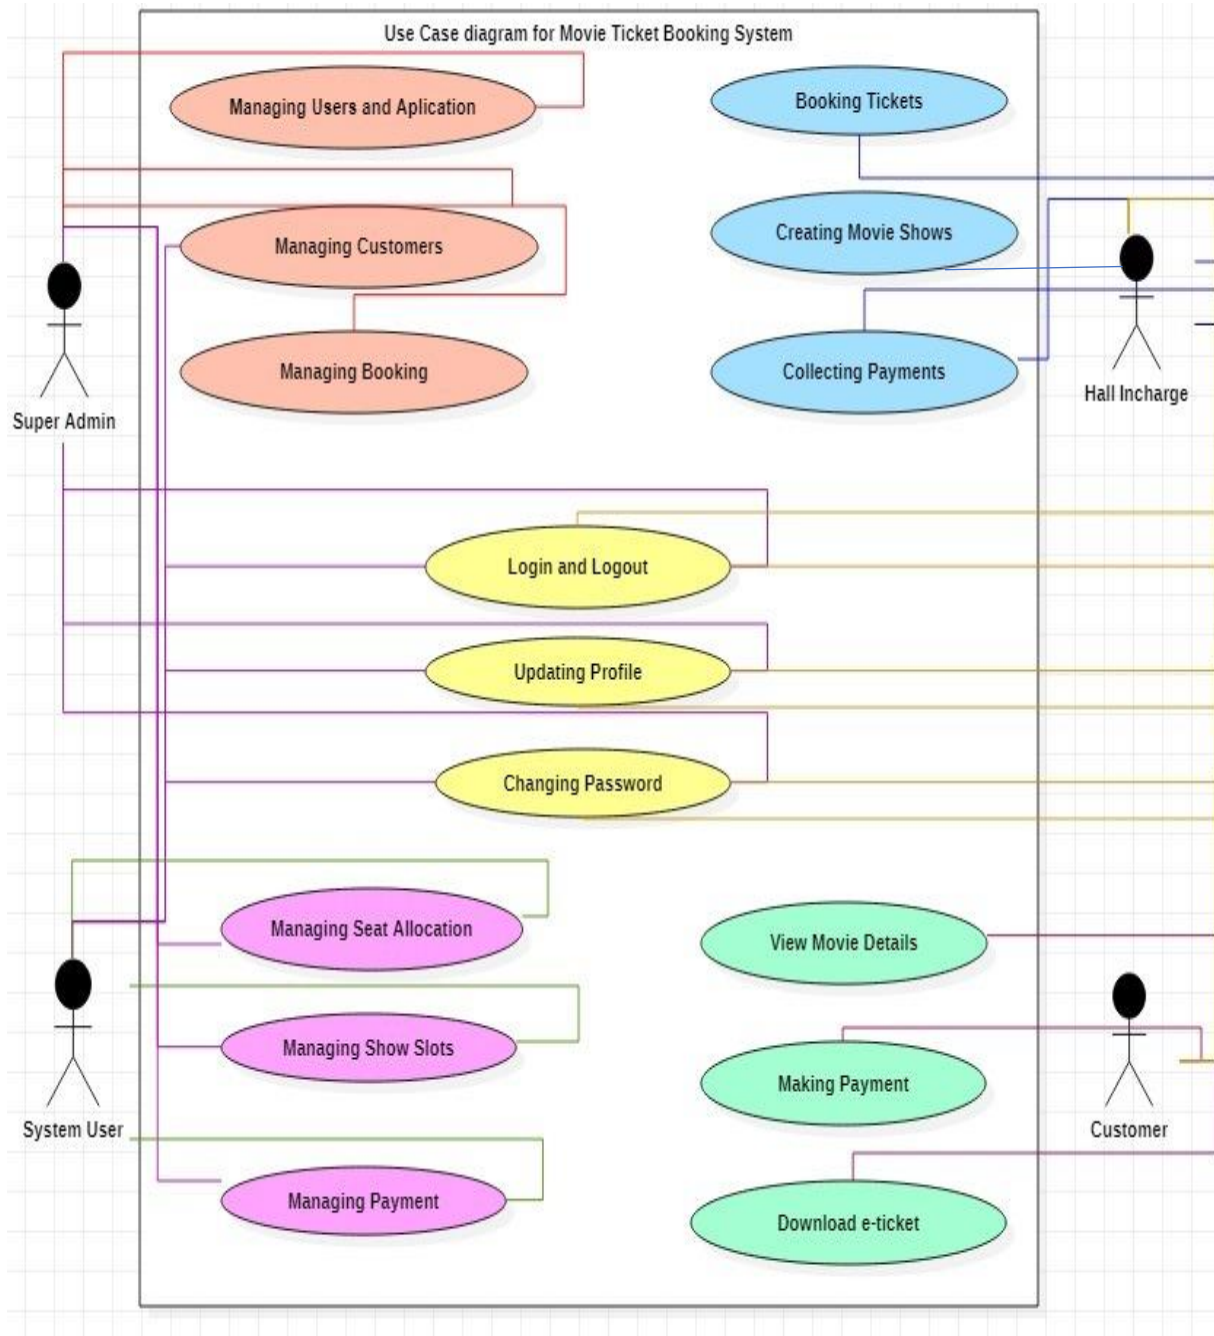 Use Case diagram for Movie Ticket Booking System
Managing Users and Aplication
Booking Tickets
Creating Movie Shows
Managing Customers
Managing Booking
Collecting Payments
Hall Incharge
Super Admin
Login and Logout
Updating Profile
Changing Password
Managing Seat Allocation
View Movie Details
Managing Show Slots
Making Payment
System User
Customer
Managing Payment
Download e-ticket